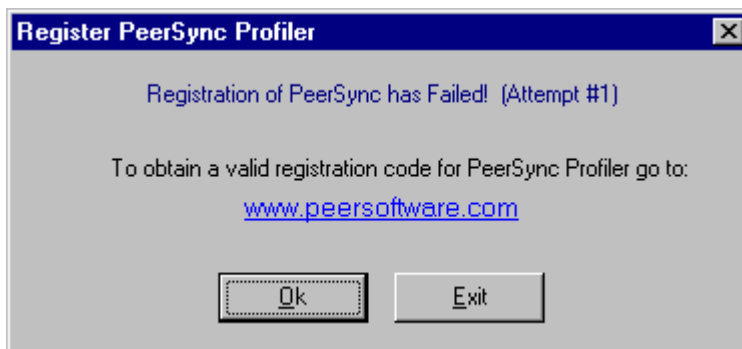 Register PeerSync Profiler
Registration of PeerSync has Failed! (Attempt #1)
To obtain a valid registration code for PeerSync Profiler go to:
www.peersoftware.com
Ok Exit